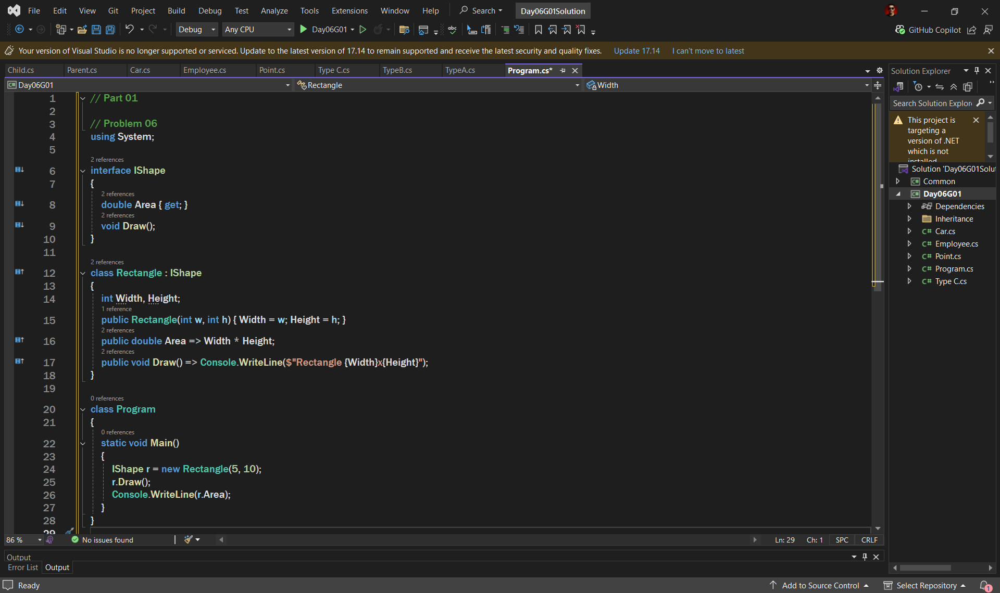 File Edit View Git Project Build Debug Test Analyze Tools Extensions Window Help Search Day06G01Solution
Debug Any CPU Day06G01 GitHub Copilot
Your version of Visual Studio is no longer supported or serviced. Update to the latest version of 17.14 to remain supported and receive the latest security and quality fixes. Update 17.14 I can't move to latest
Child.cs Parent.cs Car.cs Employee.cs Point.cs Type C.cs TypeB.cs TypeA.cs Program.cs*
Day06G01 Rectangle Width
1 // Part 01
2
3 // Problem 06
4 using System;
5
2 references
6 interface IShape
7 {
2 references
8 double Area { get; }
2 references
9 void Draw();
10 }
11
2 references
12 class Rectangle : IShape
13 {
14 int Width, Height;
1 reference
15 public Rectangle(int w, int h) { Width = w; Height = h; }
2 references
16 public double Area => Width * Height;
2 references
17 public void Draw() => Console.WriteLine($"Rectangle {Width}x{Height}");
18 }
19
0 references
20 class Program
21 {
0 references
22 static void Main()
23 {
24 IShape r = new Rectangle(5, 10);
25 r.Draw();
26 Console.WriteLine(r.Area);
27 }
28 }
29
86 % No issues found Ln: 29 Ch: 1 SPC CRLF
Output
Error List Output
Solution Explorer
Search Solution Explor
This project is
targeting a
version of .NET
which is not
installed
Solution 'Day06G01Solu
Common
Day06G01
Dependencies
Inheritance
C# Car.cs
C# Employee.cs
C# Point.cs
C# Program.cs
C# Type C.cs
Ready Add to Source Control Select Repository 1